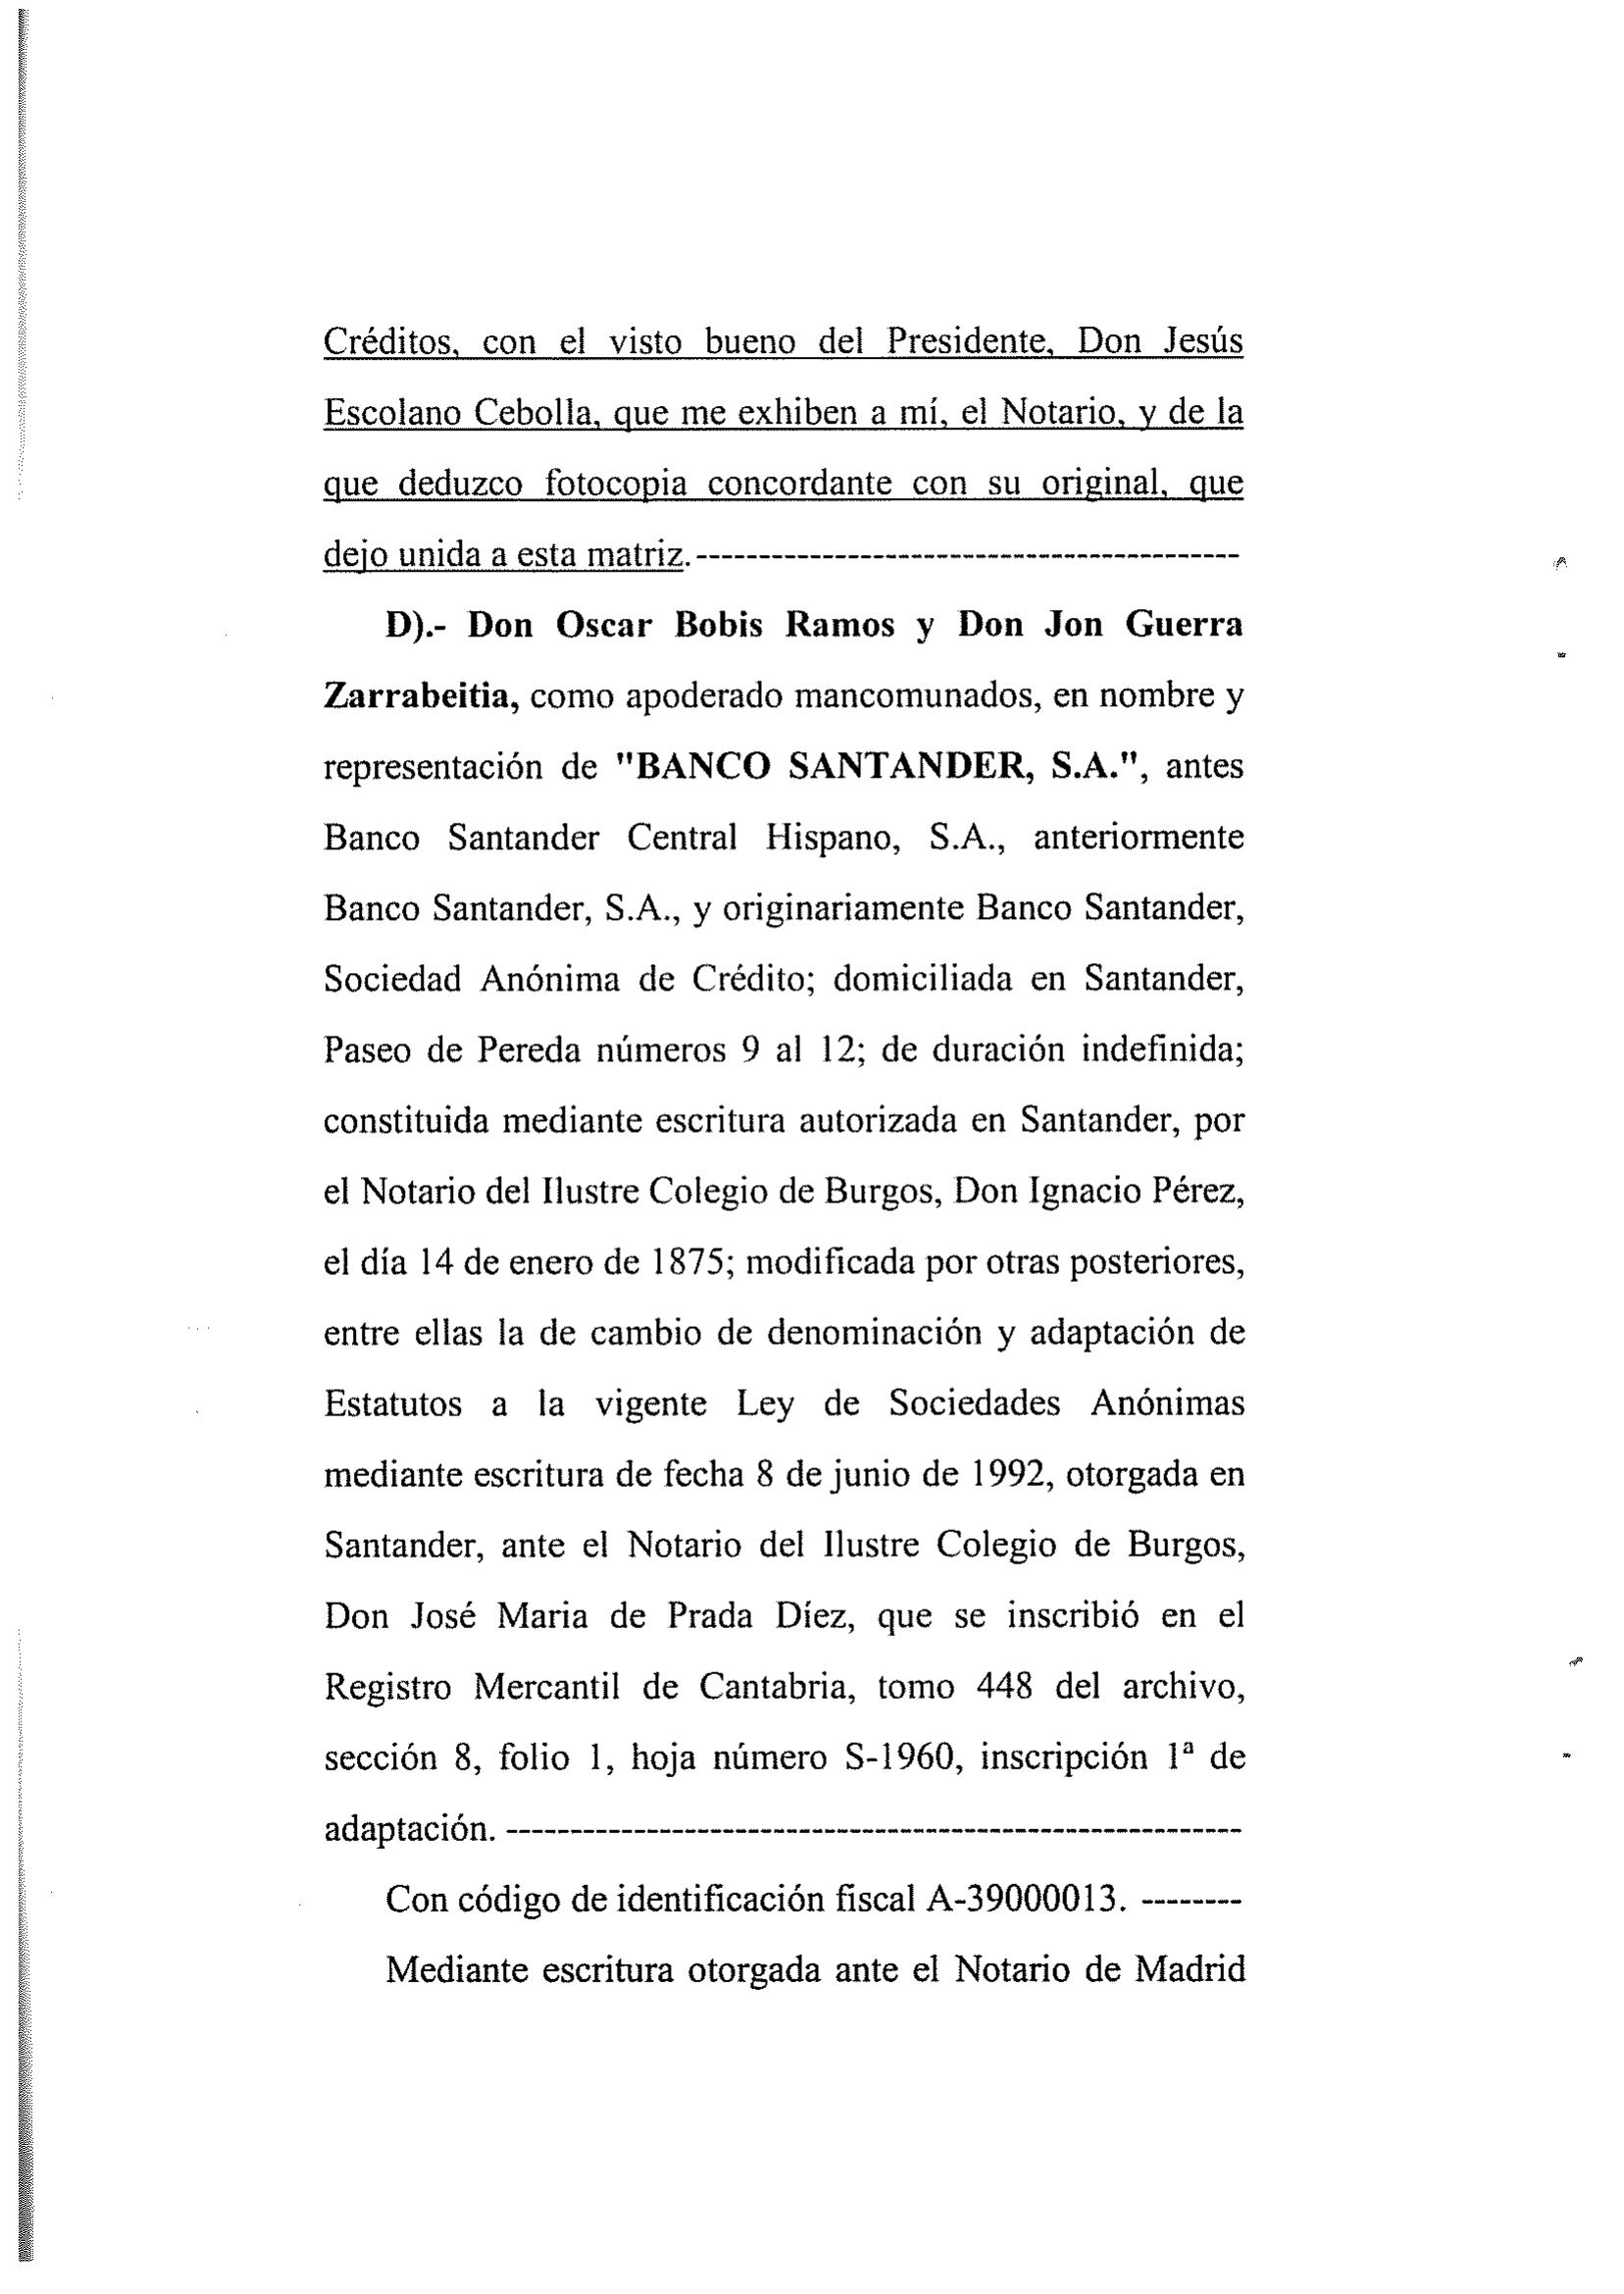 Créditos, con el visto bueno del Presidente, Don Jesús
Escolano Cebolla, que me exhiben a mí, el Notario, y de la
que deduzco fotocopia concordante con su original, que
dejo unida a esta matriz.-------------------------------------------
D).- Don Oscar Bobis Ramos y Don Jon Guerra
Zarrabeitia, como apoderado mancomunados, en nombre y
representación de "BANCO SANTANDER, S.A.", antes
Banco Santander Central Hispano, S.A., anteriormente
Banco Santander, S.A., y originariamente Banco Santander,
Sociedad Anónima de Crédito; domiciliada en Santander,
Paseo de Pereda números 9 al 12; de duración indefinida;
constituida mediante escritura autorizada en Santander, por
el Notario del Ilustre Colegio de Burgos, Don Ignacio Pérez,
el día 14 de enero de 1875; modificada por otras posteriores,
entre ellas la de cambio de denominación y adaptación de
Estatutos a la vigente Ley de Sociedades Anónimas
mediante escritura de fecha 8 de junio de 1992, otorgada en
Santander, ante el Notario del Ilustre Colegio de Burgos,
Don José Maria de Prada Díez, que se inscribió en el
Registro Mercantil de Cantabria, tomo 448 del archivo,
sección 8, folio 1, hoja número S-1960, inscripción 1ª de
adaptación. ----------------------------------------------------------
Con código de identificación fiscal A-39000013. --------
Mediante escritura otorgada ante el Notario de Madrid